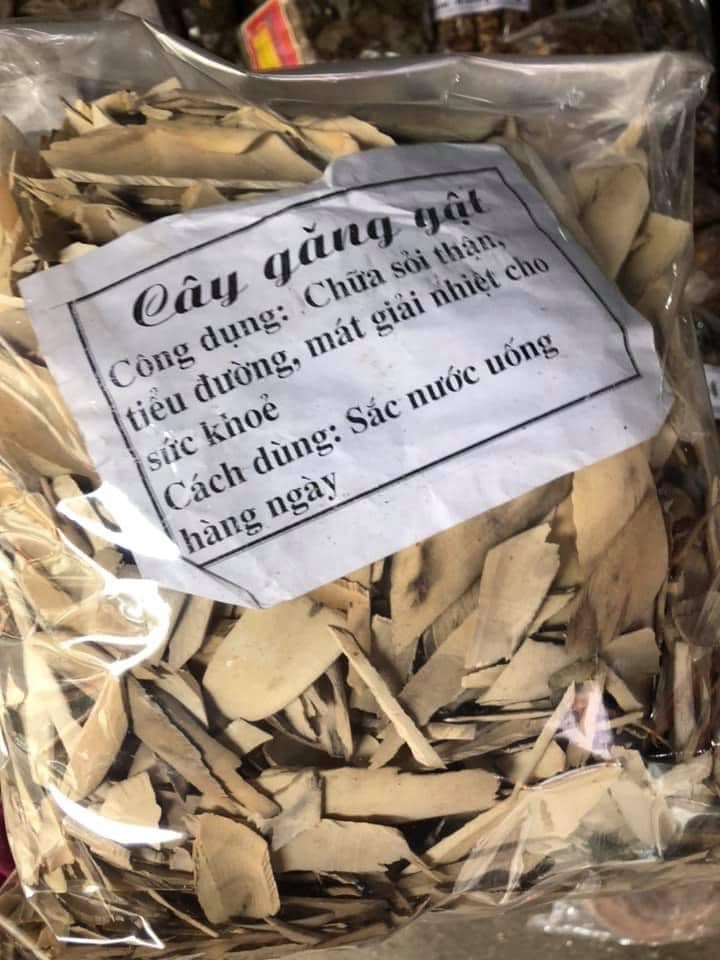 Cây găng gật
Công dụng: Chữa sỏi thận,
tiểu đường, mát giải nhiệt cho
sức khoẻ
Cách dùng: Sắc nước uống
hàng ngày